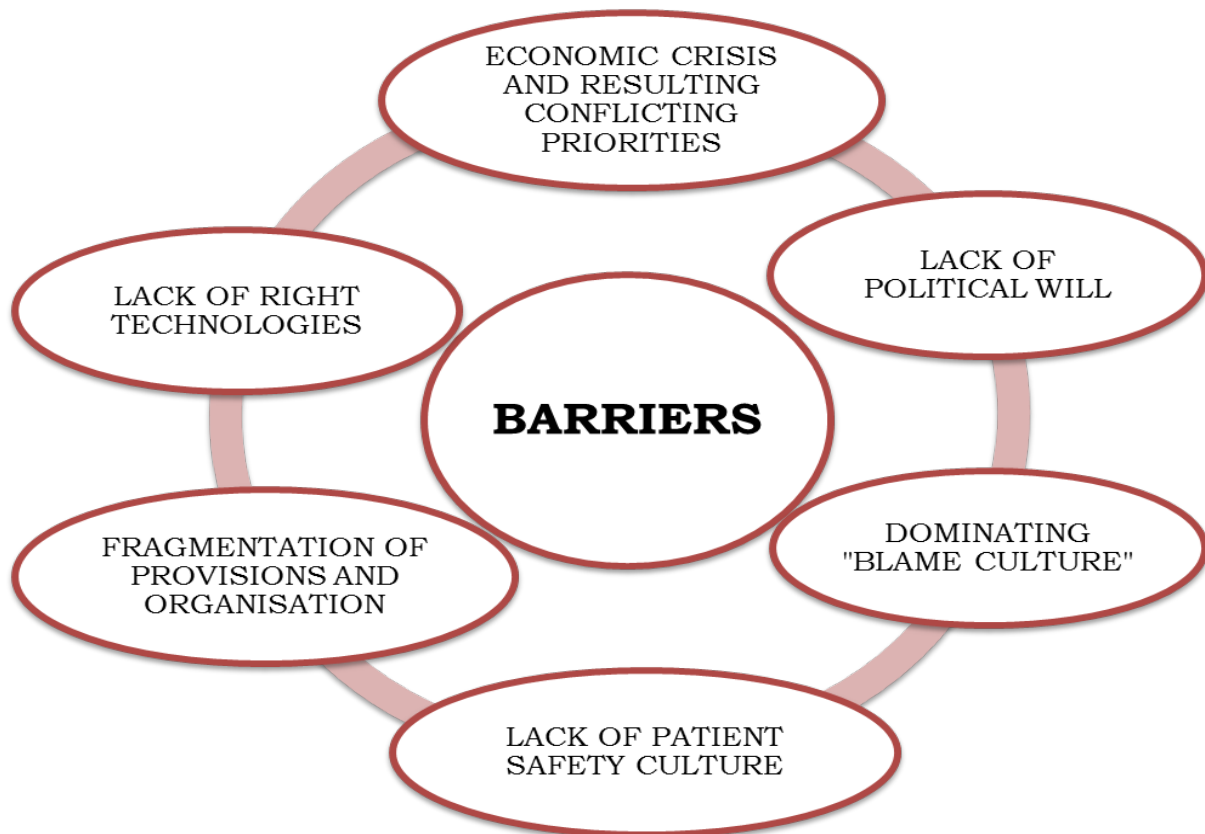 ECONOMIC CRISIS
AND RESULTING
CONFLICTING
PRIORITIES
LACK OF
POLITICAL WILL
DOMINATING
"BLAME CULTURE"
LACK OF PATIENT
SAFETY CULTURE
FRAGMENTATION OF
PROVISIONS AND
ORGANISATION
LACK OF RIGHT
TECHNOLOGIES
BARRIERS